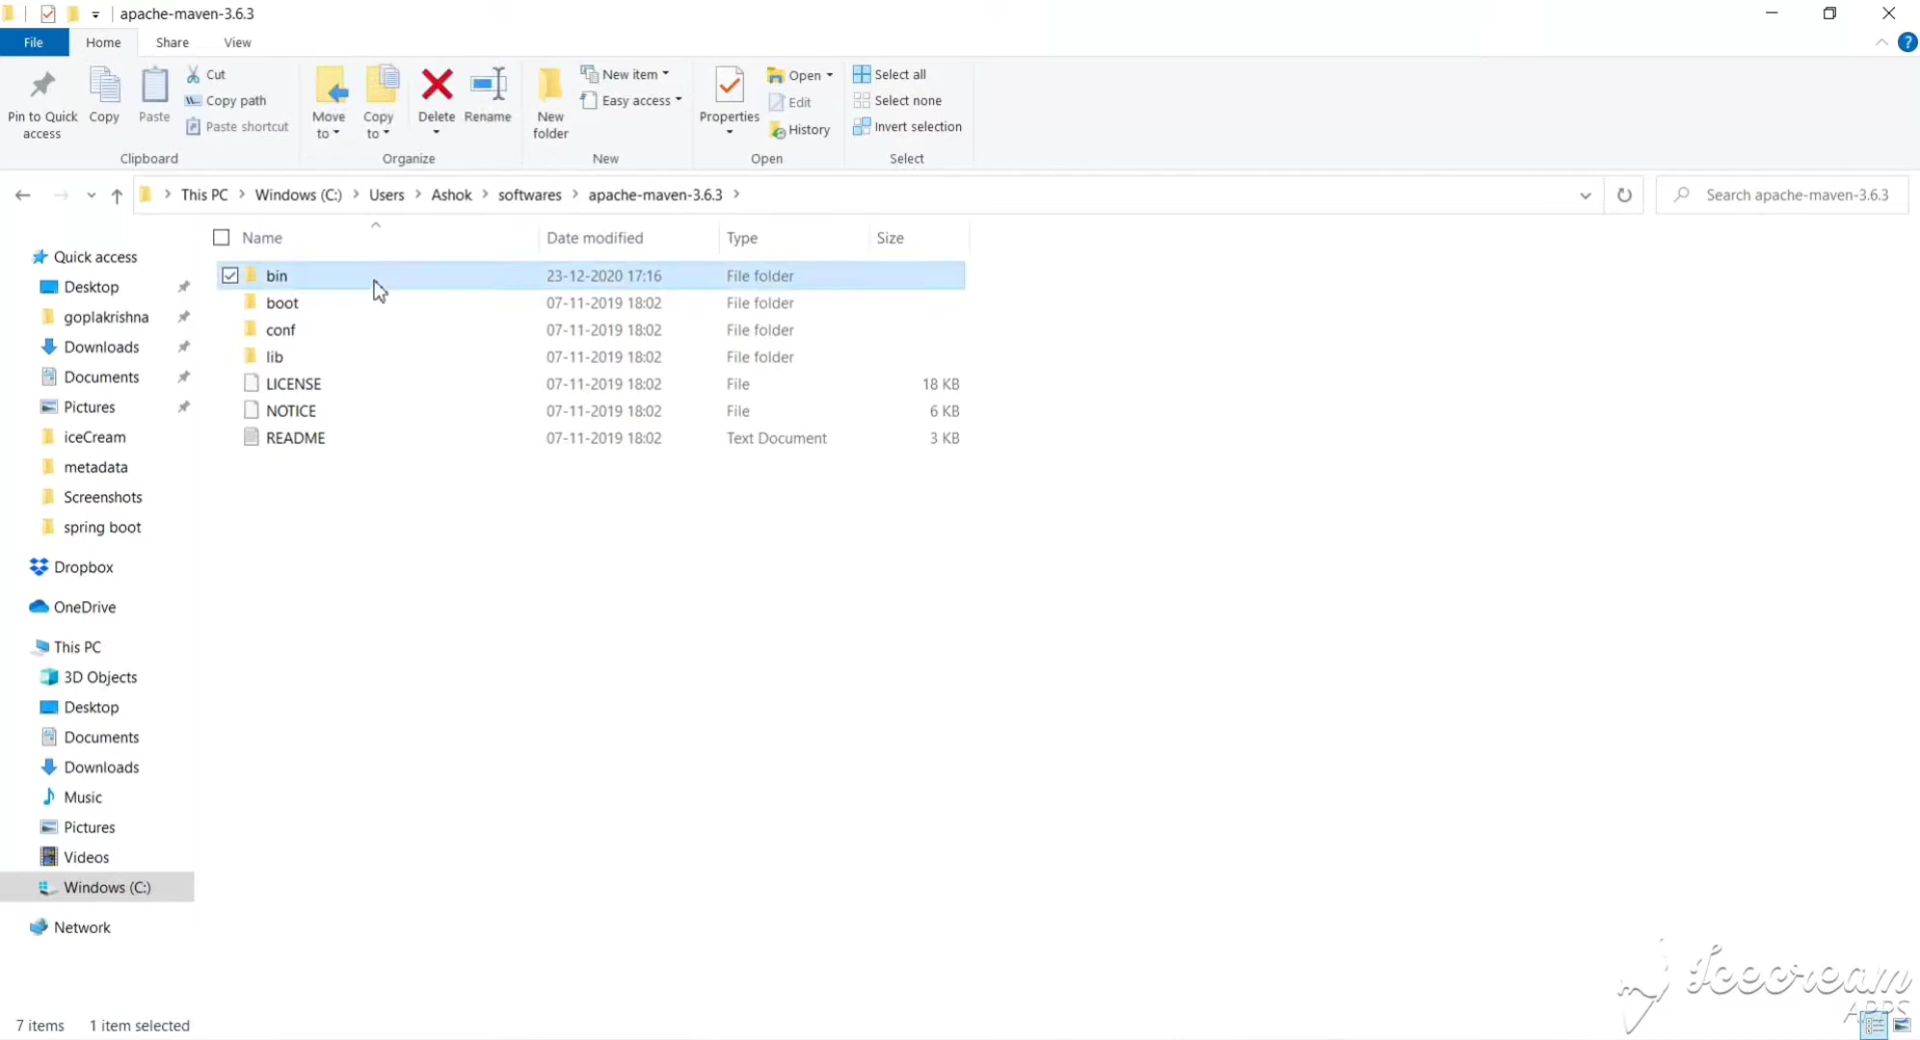 apache-maven-3.6.3
File Home Share View
Pin to Quick access
Copy
Paste
Cut
Copy path
Paste shortcut
Clipboard
Move to
Copy to
Delete
Rename
Organize
New folder
New item
Easy access
New
Properties
Open
Edit
History
Open
Select all
Select none
Invert selection
Select
This PC > Windows (C:) > Users > Ashok > softwares > apache-maven-3.6.3 >
Search apache-maven-3.6.3
Name Date modified Type Size
bin 23-12-2020 17:16 File folder
boot 07-11-2019 18:02 File folder
conf 07-11-2019 18:02 File folder
lib 07-11-2019 18:02 File folder
LICENSE 07-11-2019 18:02 File 18 KB
NOTICE 07-11-2019 18:02 File 6 KB
README 07-11-2019 18:02 Text Document 3 KB
Quick access
Desktop
goplakrishna
Downloads
Documents
Pictures
iceCream
metadata
Screenshots
spring boot
Dropbox
OneDrive
This PC
3D Objects
Desktop
Documents
Downloads
Music
Pictures
Videos
Windows (C:)
Network
Icecream
APPS
7 items 1 item selected